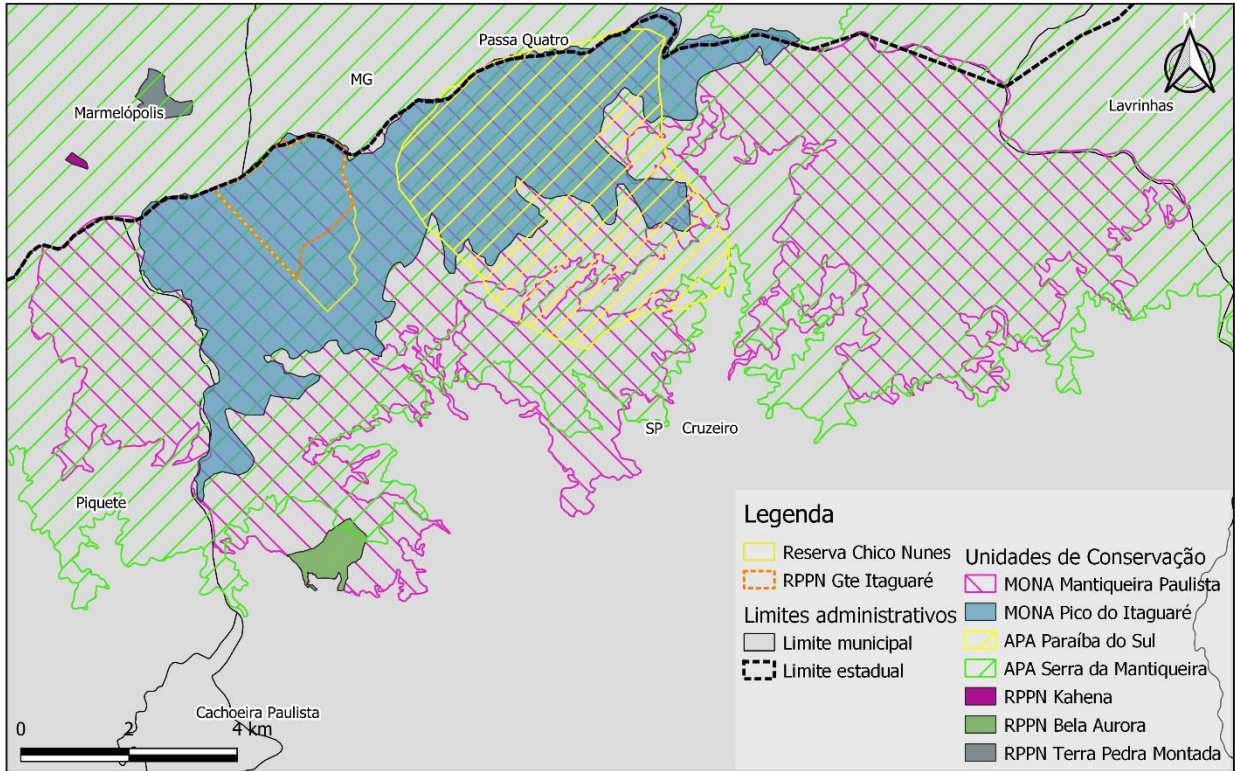 N
Passa Quatro
MG
Marmelópolis
Lavrinhas
SP Cruzeiro
Piquete
Cachoeira Paulista
0 2 4 km
Legenda
Reserva Chico Nunes
RPPN Gte Itaguaré
Limites administrativos
Limite municipal
Limite estadual
Unidades de Conservação
MONA Mantiqueira Paulista
MONA Pico do Itaguaré
APA Paraíba do Sul
APA Serra da Mantiqueira
RPPN Kahena
RPPN Bela Aurora
RPPN Terra Pedra Montada